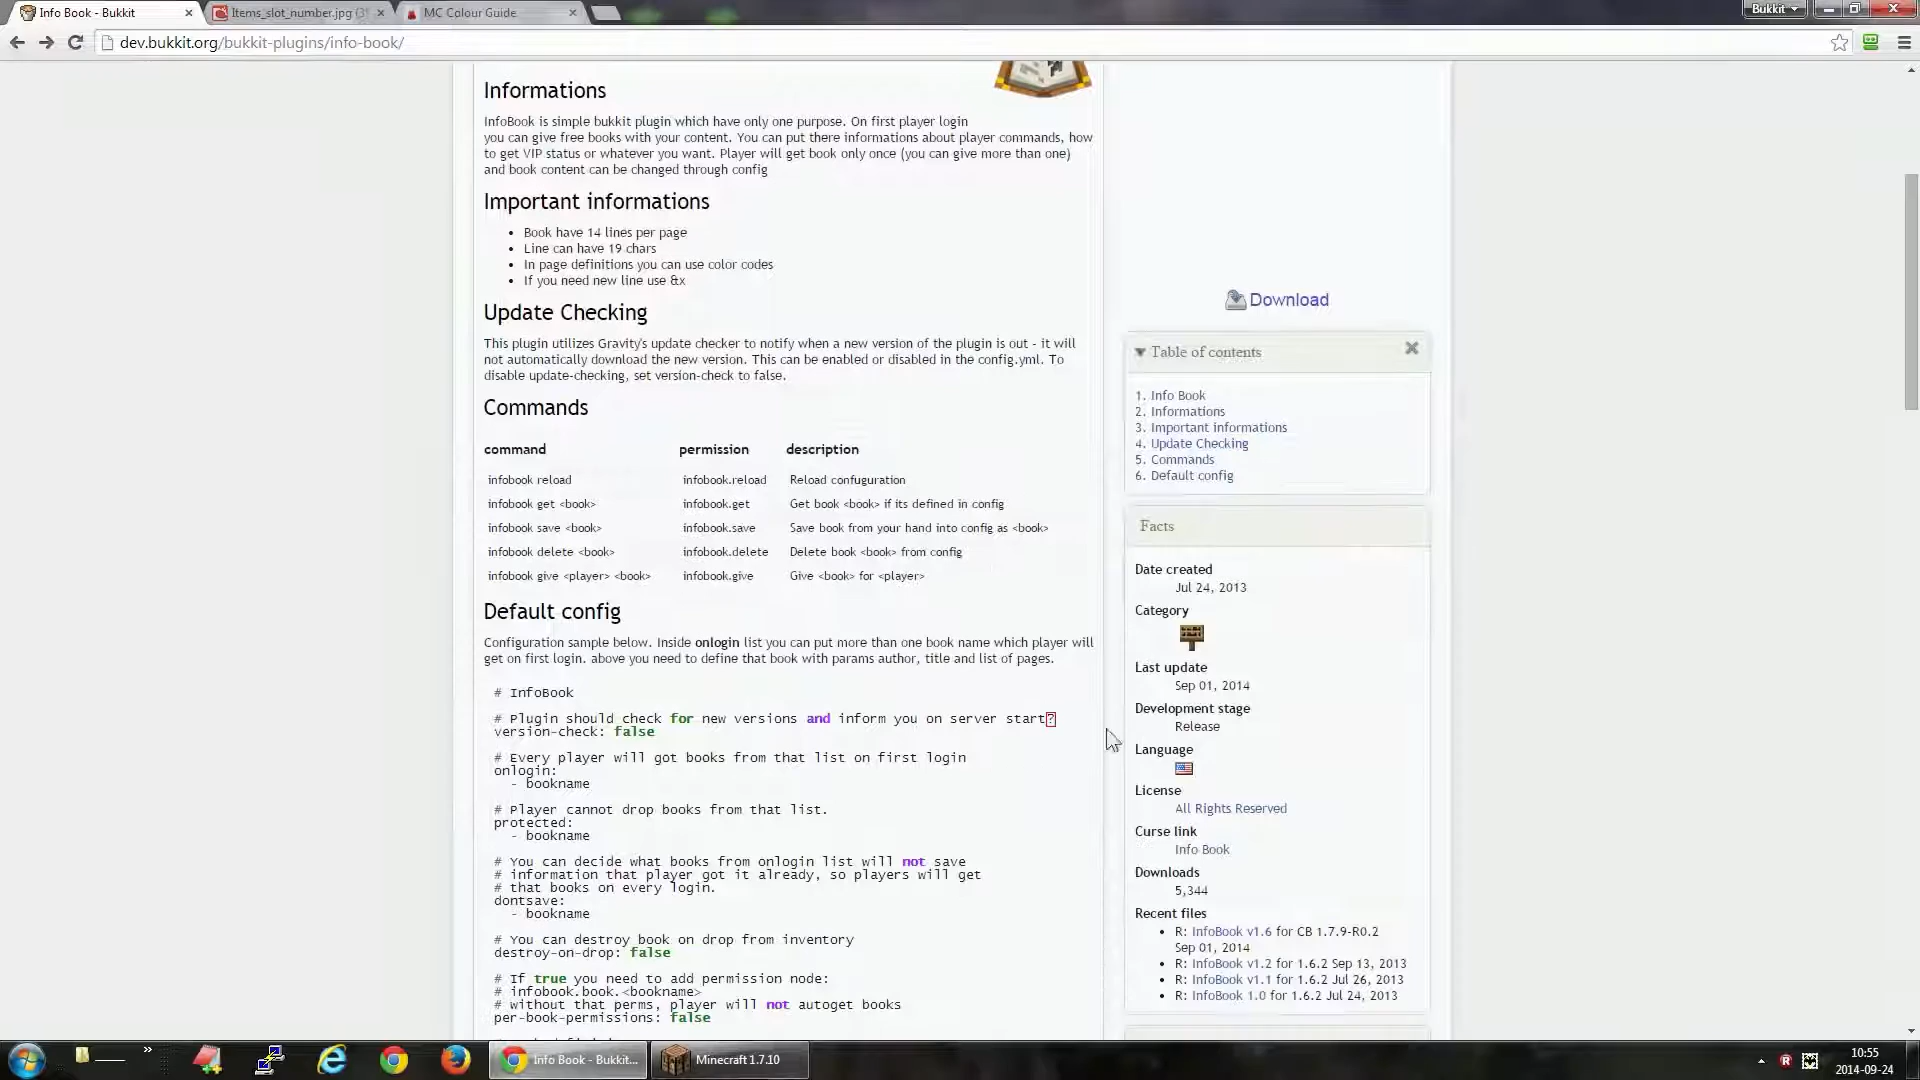 Info Book - Bukkit
Items_slot_number.jpg (3
MC Colour Guide
Bukkit
dev.bukkit.org/bukkit-plugins/info-book/
Informations
InfoBook is simple bukkit plugin which have only one purpose. On first player login
you can give free books with your content. You can put there informations about player commands, how
to get VIP status or whatever you want. Player will get book only once (you can give more than one)
and book content can be changed through config
Important informations
• Book have 14 lines per page
• Line can have 19 chars
• In page definitions you can use color codes
• If you need new line use &x
Update Checking
This plugin utilizes Gravity's update checker to notify when a new version of the plugin is out - it will
not automatically download the new version. This can be enabled or disabled in the config.yml. To
disable update-checking, set version-check to false.
Commands
command permission description
infobook reload infobook.reload Reload confuguration
infobook get <book> infobook.get Get book <book> if its defined in config
infobook save <book> infobook.save Save book from your hand into config as <book>
infobook delete <book> infobook.delete Delete book <book> from config
infobook give <player> <book> infobook.give Give <book> for <player>
Default config
Configuration sample below. Inside onlogin list you can put more than one book name which player will
get on first login. above you need to define that book with params author, title and list of pages.
# InfoBook
# Plugin should check for new versions and inform you on server start?
version-check: false
# Every player will got books from that list on first login
onlogin:
- bookname
# Player cannot drop books from that list.
protected:
- bookname
# You can decide what books from onlogin list will not save
# information that player got it already, so players will get
# that books on every login.
dontsave:
- bookname
# You can destroy book on drop from inventory
destroy-on-drop: false
# If true you need to add permission node:
# infobook.book.<bookname>
# without that perms, player will not autoget books
per-book-permissions: false
Download
Table of contents
1. Info Book
2. Informations
3. Important informations
4. Update Checking
5. Commands
6. Default config
Facts
Date created
Jul 24, 2013
Category
Last update
Sep 01, 2014
Development stage
Release
Language
License
All Rights Reserved
Curse link
Info Book
Downloads
5,344
Recent files
• R: InfoBook v1.6 for CB 1.7.9-R0.2
Sep 01, 2014
• R: InfoBook v1.2 for 1.6.2 Sep 13, 2013
• R: InfoBook v1.1 for 1.6.2 Jul 26, 2013
• R: InfoBook 1.0 for 1.6.2 Jul 24, 2013
Info Book - Bukkit...
Minecraft 1.7.10
10:55
2014-09-24